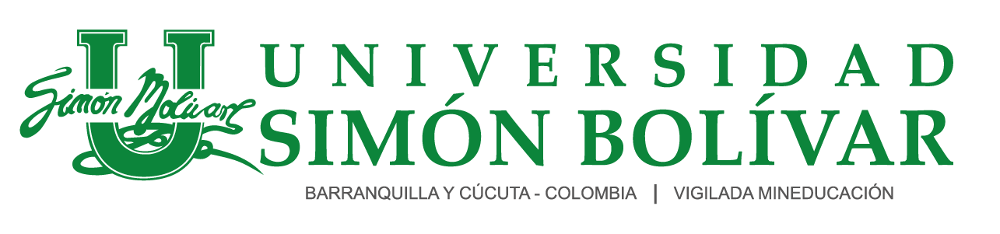 UNIVERSIDAD
Simón Bolívar
SIMÓN BOLÍVAR
BARRANQUILLA Y CÚCUTA - COLOMBIA | VIGILADA MINEDUCACIÓN